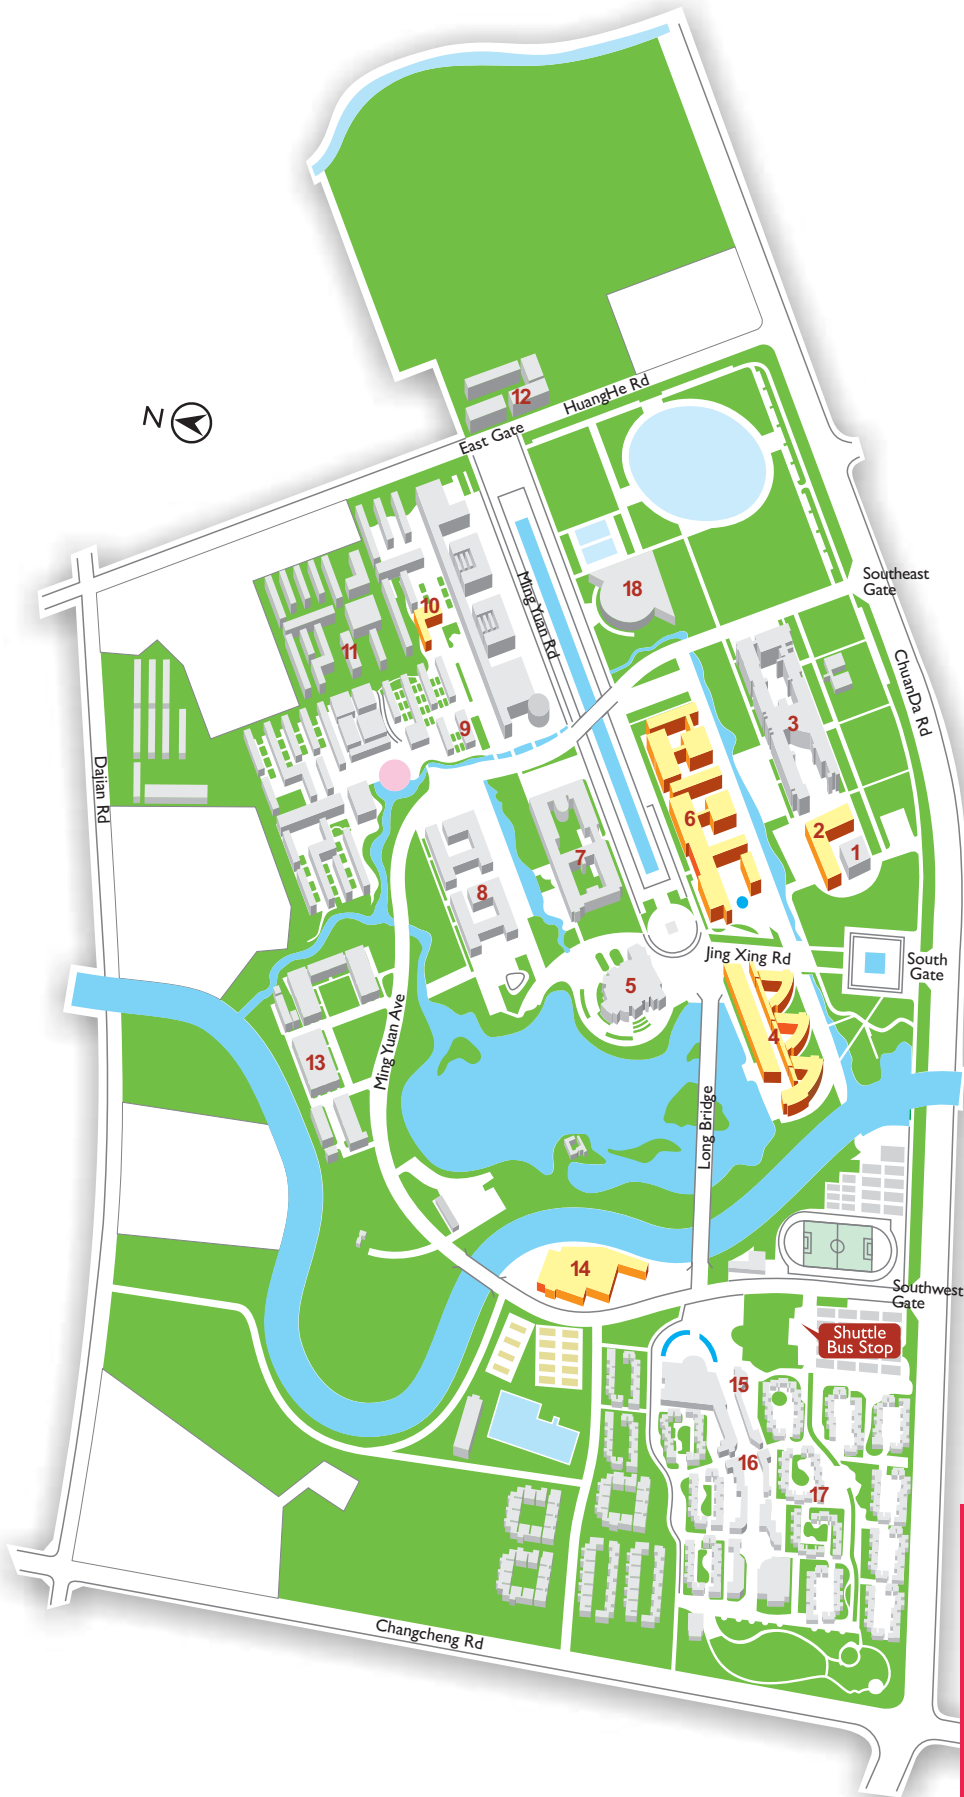 12
HuangHe Rd
East Gate
N
Southeast
Gate
18
10
Ming Yuan Rd
11
ChuanDa Rd
3
9
Dajian Rd
6
2
1
7
8
Jing Xing Rd
South
Gate
5
4
Ming Yuan Ave
13
Long Bridge
14
Southwest
Gate
Shuttle
Bus Stop
15
16
17
Changcheng Rd